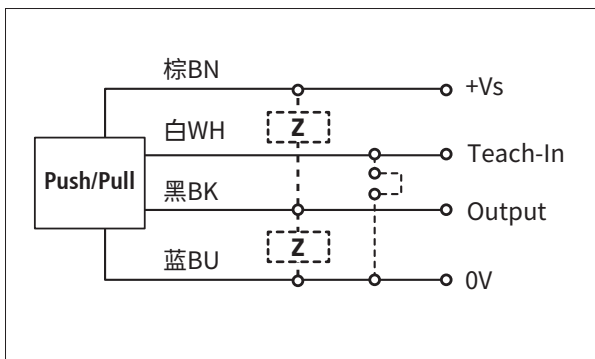 棕BN
+Vs
Z
白WH
Teach-In
Push/Pull
黑BK
Output
Z
蓝BU
0V